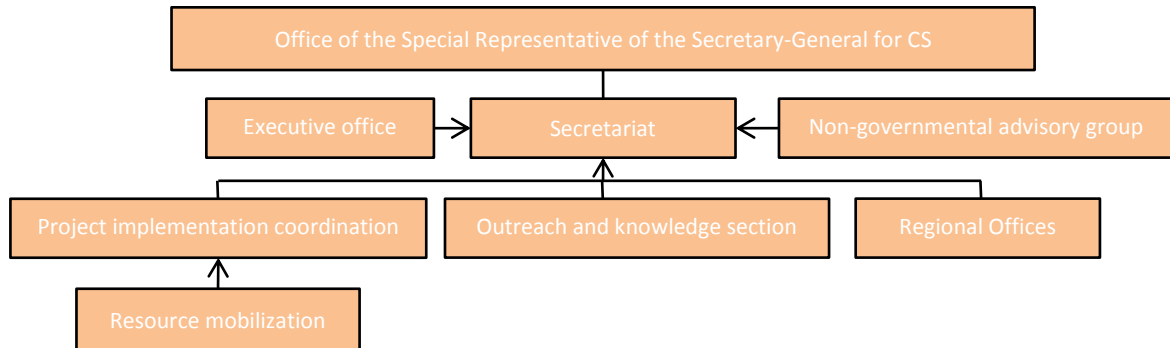 Office of the Special Representative of the Secretary-General for CS
Executive office
Secretariat
Non-governmental advisory group
Project implementation coordination
Outreach and knowledge section
Regional Offices
Resource mobilization